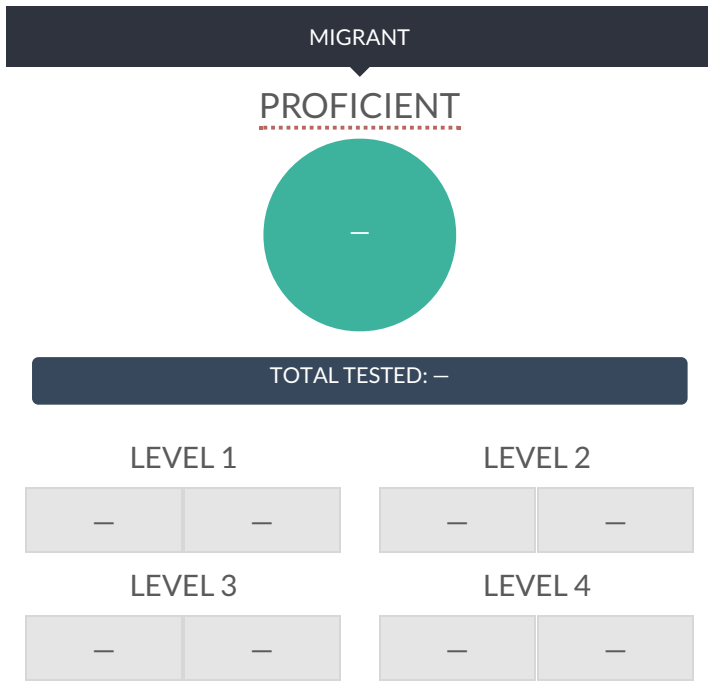 MIGRANT
PROFICIENT
—
TOTAL TESTED: —
LEVEL 1 LEVEL 2
— — — —
LEVEL 3 LEVEL 4
— — — —